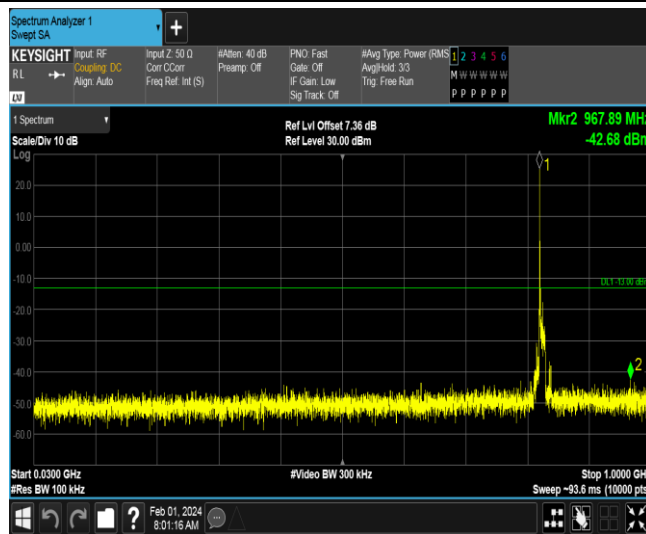 Spectrum Analyzer 1
Swept SA
+
KEYSIGHT
RL
LXI
Input: RF
Coupling: DC
Align: Auto
Input Z: 50 Ω
Corr CCorr
Freq Ref: Int (S)
#Atten: 40 dB
Preamp: Off
PNO: Fast
Gate: Off
IF Gain: Low
Sig Track: Off
#Avg Type: Power (RMS
Avg|Hold: 3/3
Trig: Free Run
1 2 3 4 5 6
M W W W W W
P P P P P P
1 Spectrum
Scale/Div 10 dB
Log
Ref Lvl Offset 7.36 dB
Ref Level 30.00 dBm
Mkr2 967.89 MHz
-42.68 dBm
1
20.0
10.0
0.00
-10.0
DL1 -13.00 dBm
-20.0
-30.0
-40.0
2
-50.0
-60.0
Start 0.0300 GHz
#Res BW 100 kHz
#Video BW 300 kHz
Stop 1.0000 GH
Sweep ~93.6 ms (10000 pts
?
Feb 01, 2024
8:01:16 AM